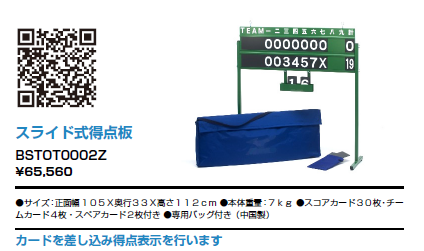 TEAM一二三四五六七八九計
0000000 0
003457X 19
16
スライド式得点板
BSTOT0002Z
¥65,560
●サイズ：正面幅１０５Ｘ奥行３３Ｘ高さ１１２ｃｍ ●本体重量：７ｋｇ ●スコアカード３０枚・チー
ムカード４枚・スペアカード２枚付き ●専用バッグ付き（中国製）
カードを差し込み得点表示を行います